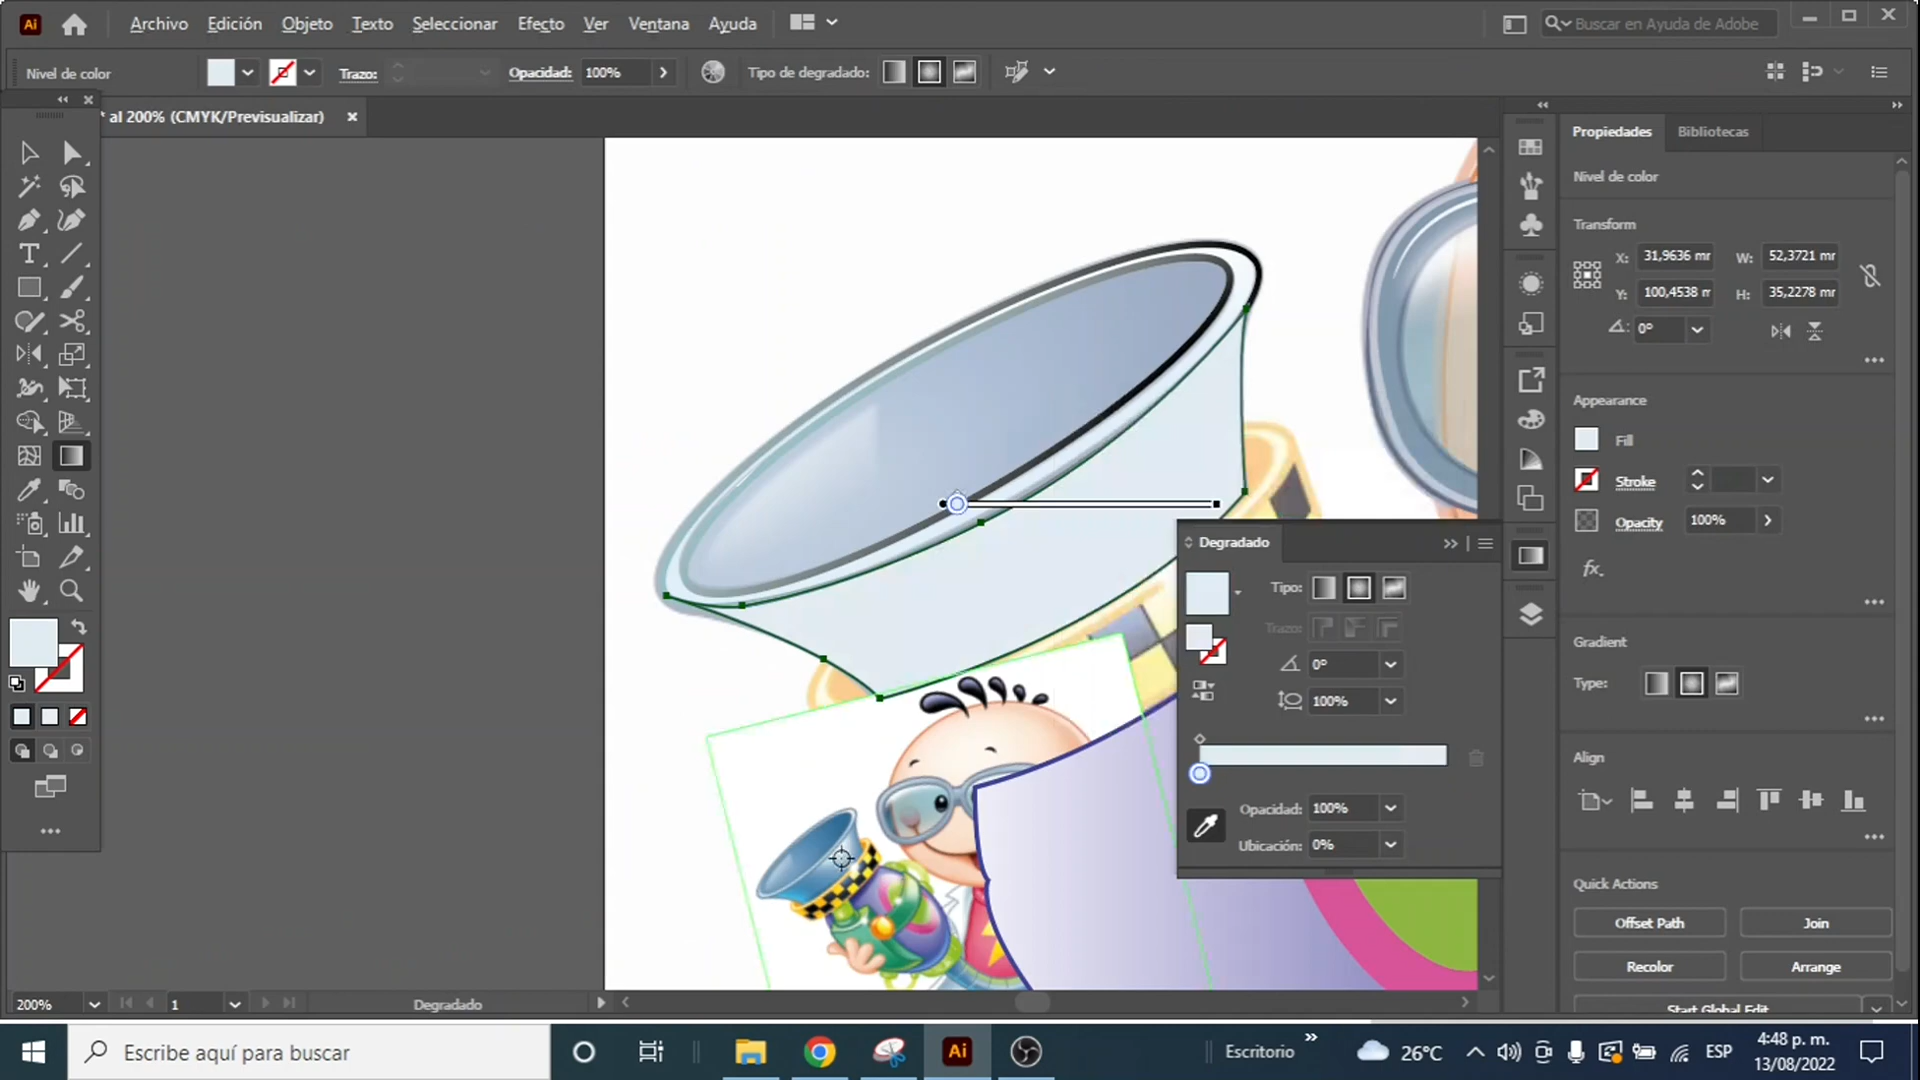 Ai
Archivo
Edición
Objeto
Texto
Seleccionar
Efecto
Ver
Ventana
Ayuda
Buscar en Ayuda de Adobe
Nivel de color
Trazo:
Opacidad:
100%
Tipo de degradado:
* al 200% (CMYK/Previsualizar)
Propiedades
Bibliotecas
Nivel de color
Transform
X:
31,9636 mr
W:
52,3721 mr
Y:
100,4538 m
H:
35,2278 mr
0°
Appearance
Fill
Stroke
Opacity
100%
fx.
Gradient
Type:
Align
Quick Actions
Offset Path
Join
Recolor
Arrange
Start Global Edit
Degradado
Tipo:
Trazo:
0°
100%
Opacidad:
100%
Ubicación:
0%
200%
1
Degradado
Escribe aquí para buscar
Ai
Escritorio
26°C
ESP
4:48 p. m.
13/08/2022